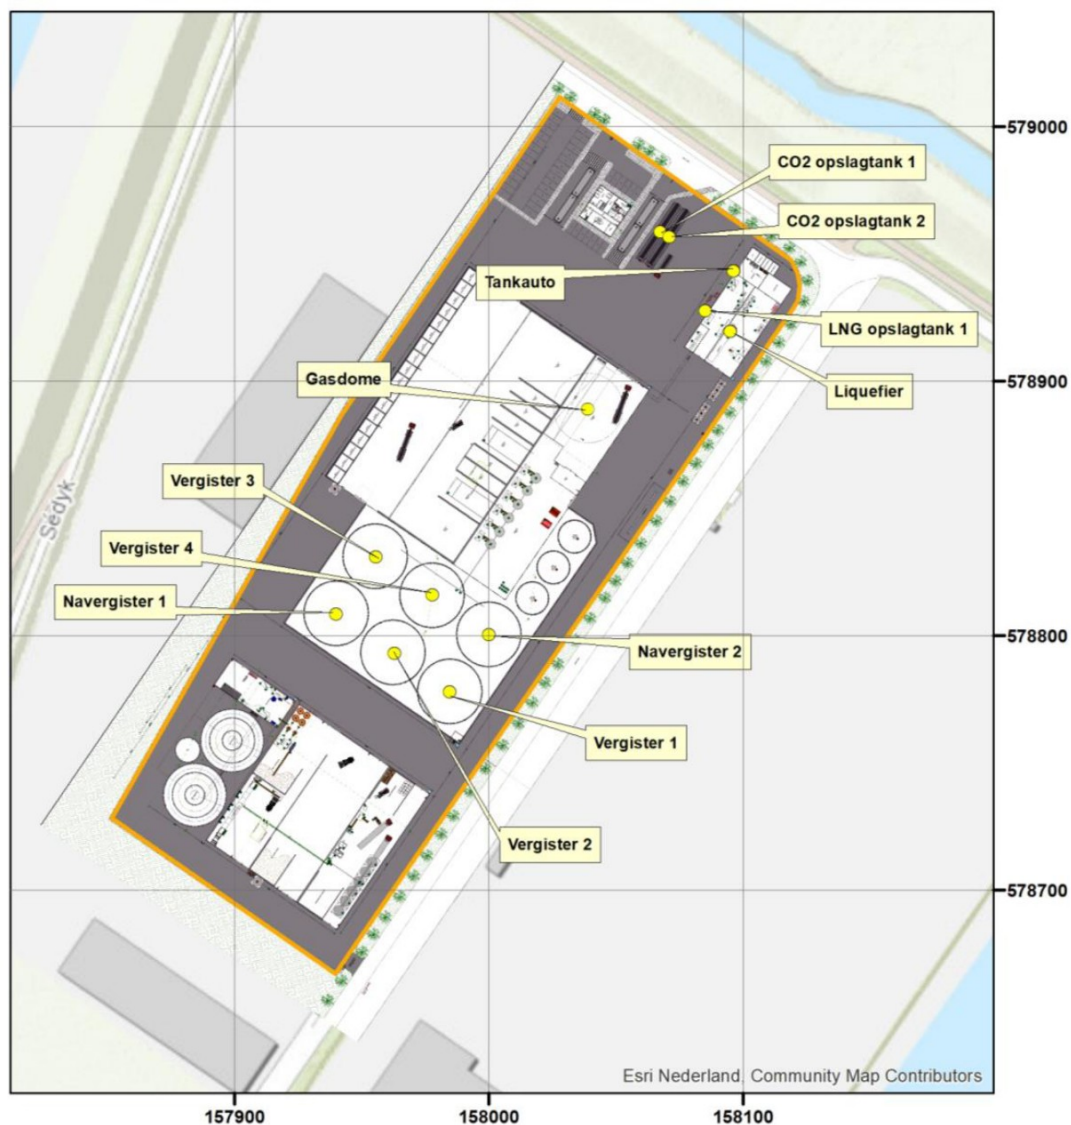 579000
CO2 opslagtank 1
CO2 opslagtank 2
Tankauto
LNG opslagtank 1
578900
Gasdome
Liquefier
Vergister 3
Sédyk
Vergister 4
Navergister 1
578800
Navergister 2
Vergister 1
Vergister 2
578700
Esri Nederland, Community Map Contributors
157900
158000
158100